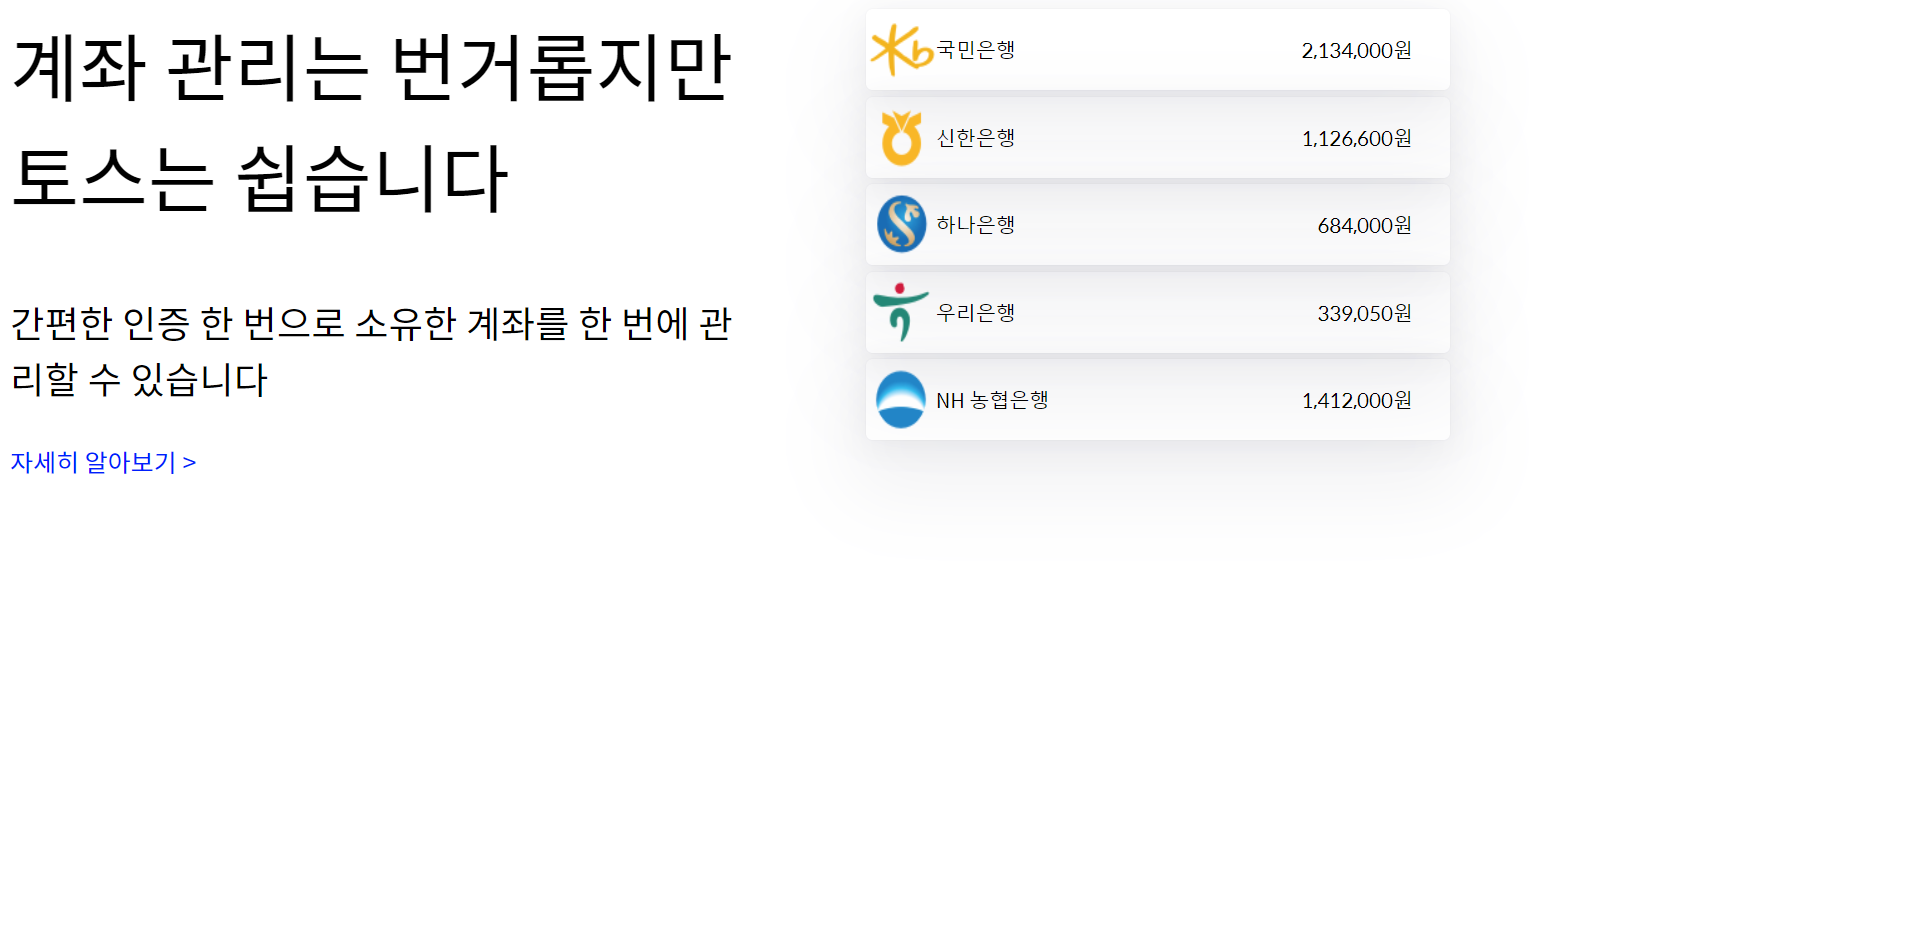 계좌 관리는 번거롭지만
토스는 쉽습니다
간편한 인증 한 번으로 소유한 계좌를 한 번에 관
리할 수 있습니다
자세히 알아보기 >
국민은행 2,134,000원
신한은행 1,126,600원
하나은행 684,000원
우리은행 339,050원
NH 농협은행 1,412,000원